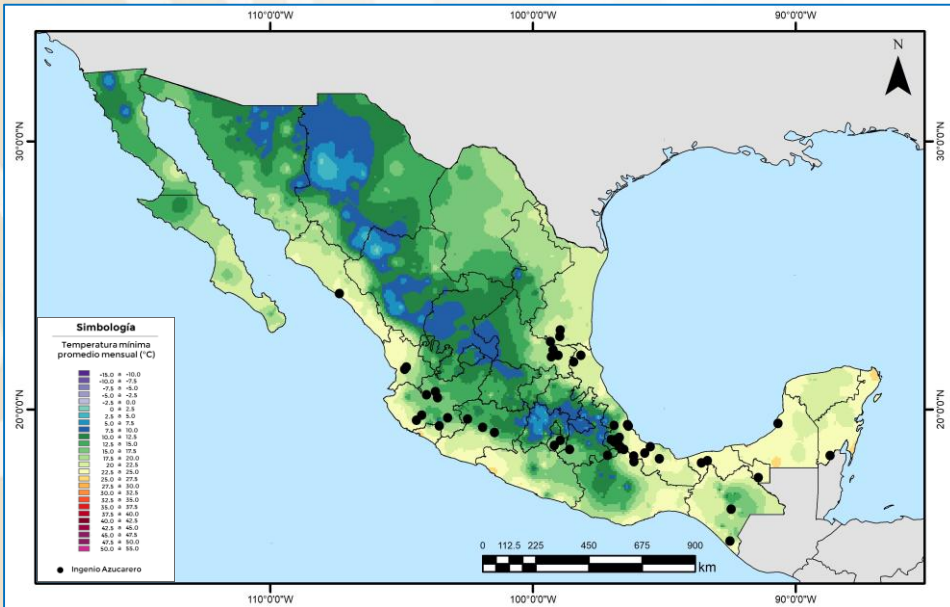 110°0'0"W 100°0'0"W 90°0'0"W
N
30°0'0"N 30°0'0"N
20°0'0"N 20°0'0"N
Simbología
Temperatura mínima
promedio mensual (°C)
-15.0 a -10.0
-10.0 a -7.5
-7.5 a -5.0
-5.0 a -2.5
-2.5 a 0.0
0 a 2.5
2.5 a 5.0
5.0 a 7.5
7.5 a 10.0
10.0 a 12.5
12.5 a 15.0
15.0 a 17.5
17.5 a 20.0
20 a 22.5
22.5 a 25.0
25.0 a 27.5
27.5 a 30.0
30.0 a 32.5
32.5 a 35.0
35.0 a 37.5
37.5 a 40.0
40.0 a 42.5
42.5 a 45.0
45.0 a 47.5
47.5 a 50.0
50.0 a 55.0
Ingenio Azucarero
0 112.5 225 450 675 900
km
110°0'0"W 100°0'0"W 90°0'0"W